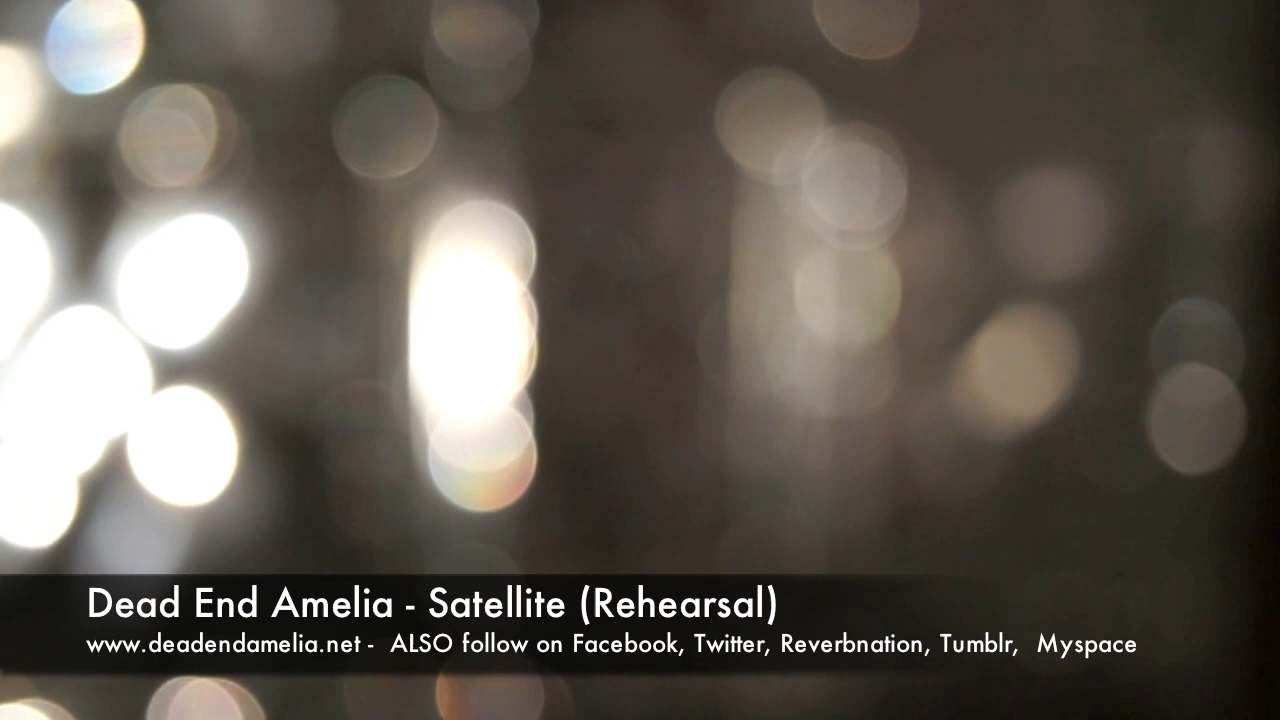 Dead End Amelia - Satellite (Rehearsal)
www.deadendamelia.net -  ALSO follow on Facebook, Twitter, Reverbnation, Tumblr,  Myspace